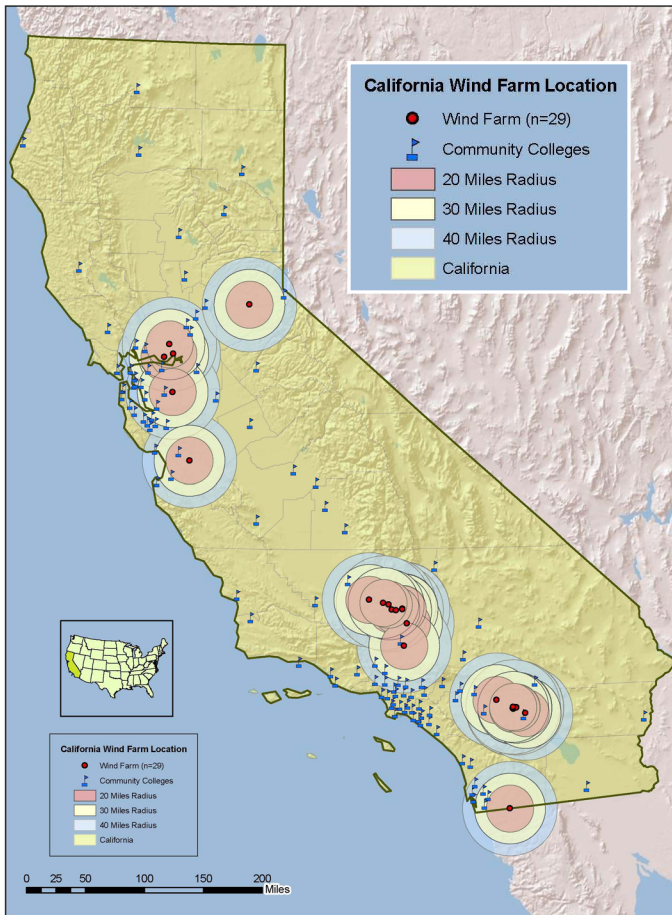 California Wind Farm Location
Wind Farm (n=29)
Community Colleges
20 Miles Radius
30 Miles Radius
40 Miles Radius
California
California Wind Farm Location
Wind Farm (n=29)
Community Colleges
20 Miles Radius
30 Miles Radius
40 Miles Radius
California
0 25 50 100 150 200
Miles